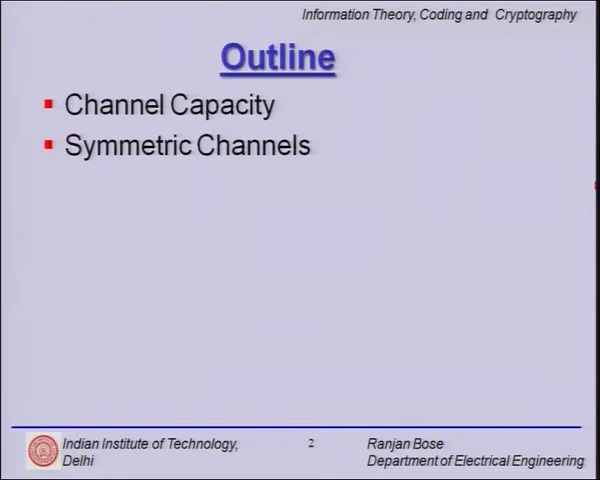 Information Theory, Coding and Cryptography
Outline
Channel Capacity
Symmetric Channels
Indian Institute of Technology,
Delhi
2
Ranjan Bose
Department of Electrical Engineering